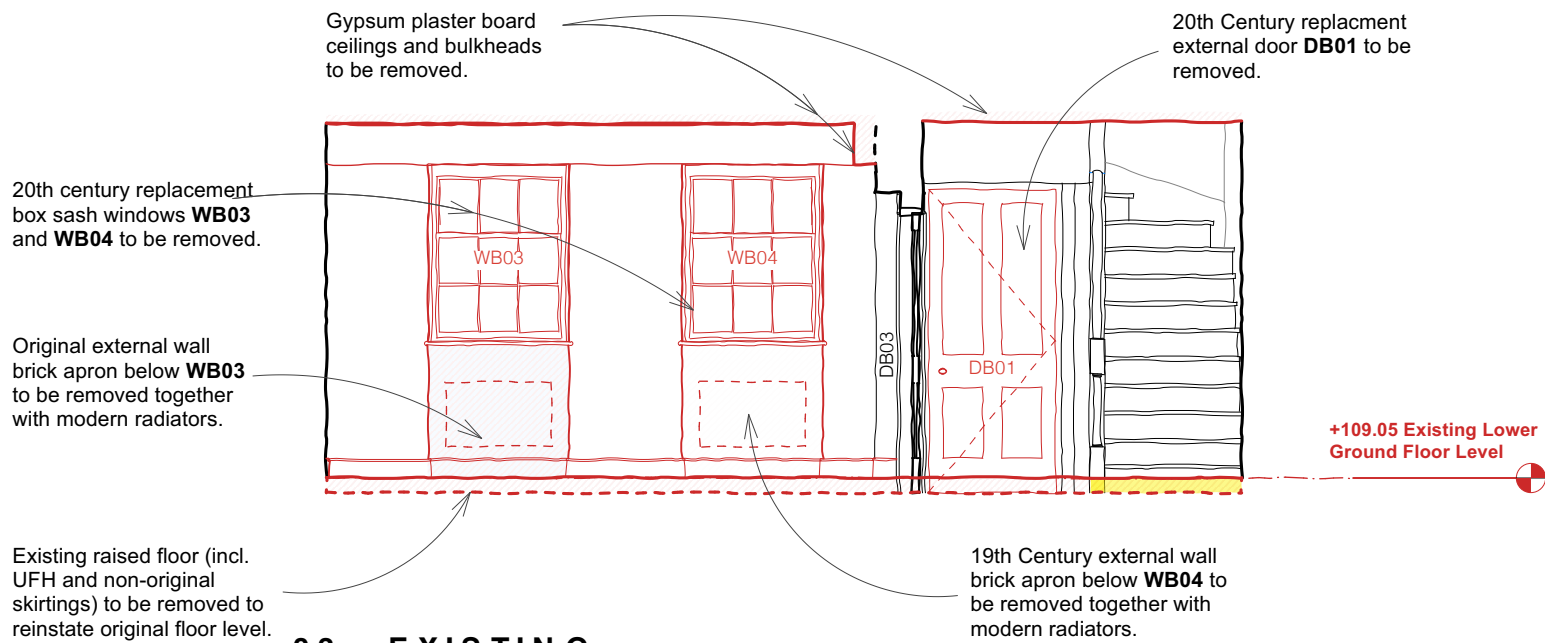 Gypsum plaster board
ceilings and bulkheads
to be removed.
20th Century replacment
external door DB01 to be
removed.
20th century replacement
box sash windows WB03
and WB04 to be removed.
WB03
WB04
Original external wall
brick apron below WB03
to be removed together
with modern radiators.
DB03
DB01
+109.05 Existing Lower
Ground Floor Level
Existing raised floor (incl.
UFH and non-original
skirtings) to be removed to
reinstate original floor level.
19th Century external wall
brick apron below WB04 to
be removed together with
modern radiators.
EXISTING